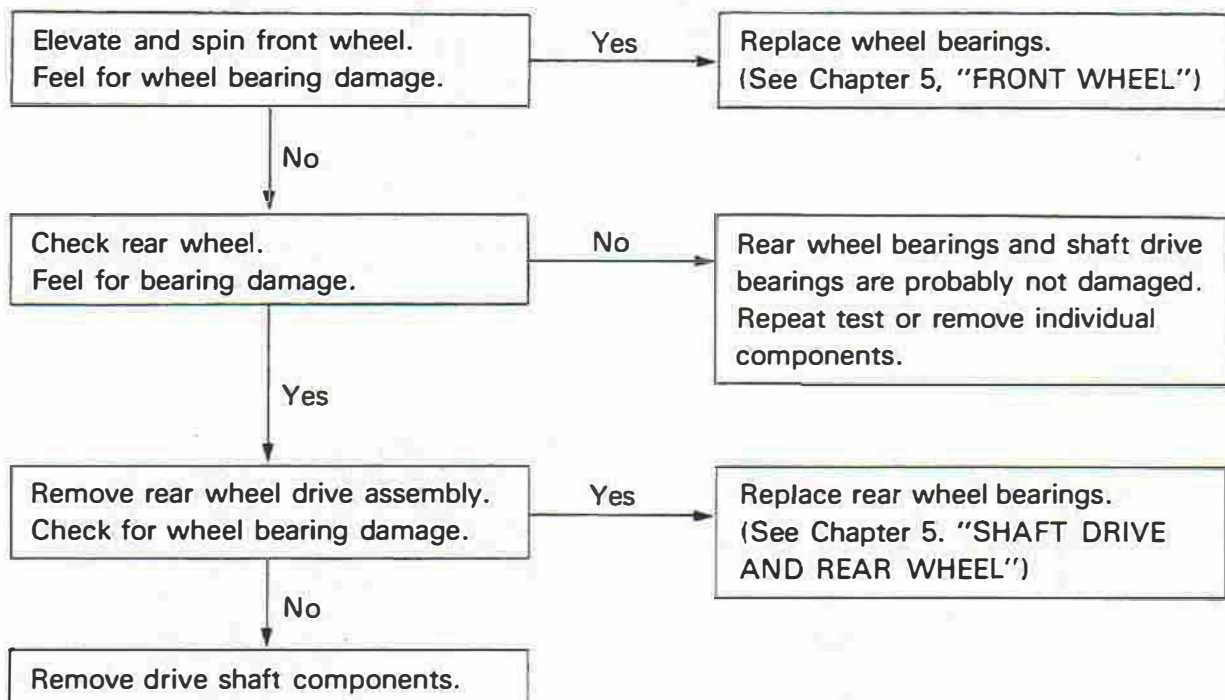 Elevate and spin front wheel.
Feel for wheel bearing damage.
Yes
Replace wheel bearings.
(See Chapter 5, "FRONT WHEEL")
No
Check rear wheel.
Feel for bearing damage.
No
Rear wheel bearings and shaft drive
bearings are probably not damaged.
Repeat test or remove individual
components.
Yes
Remove rear wheel drive assembly.
Check for wheel bearing damage.
Yes
Replace rear wheel bearings.
(See Chapter 5. "SHAFT DRIVE
AND REAR WHEEL")
No
Remove drive shaft components.